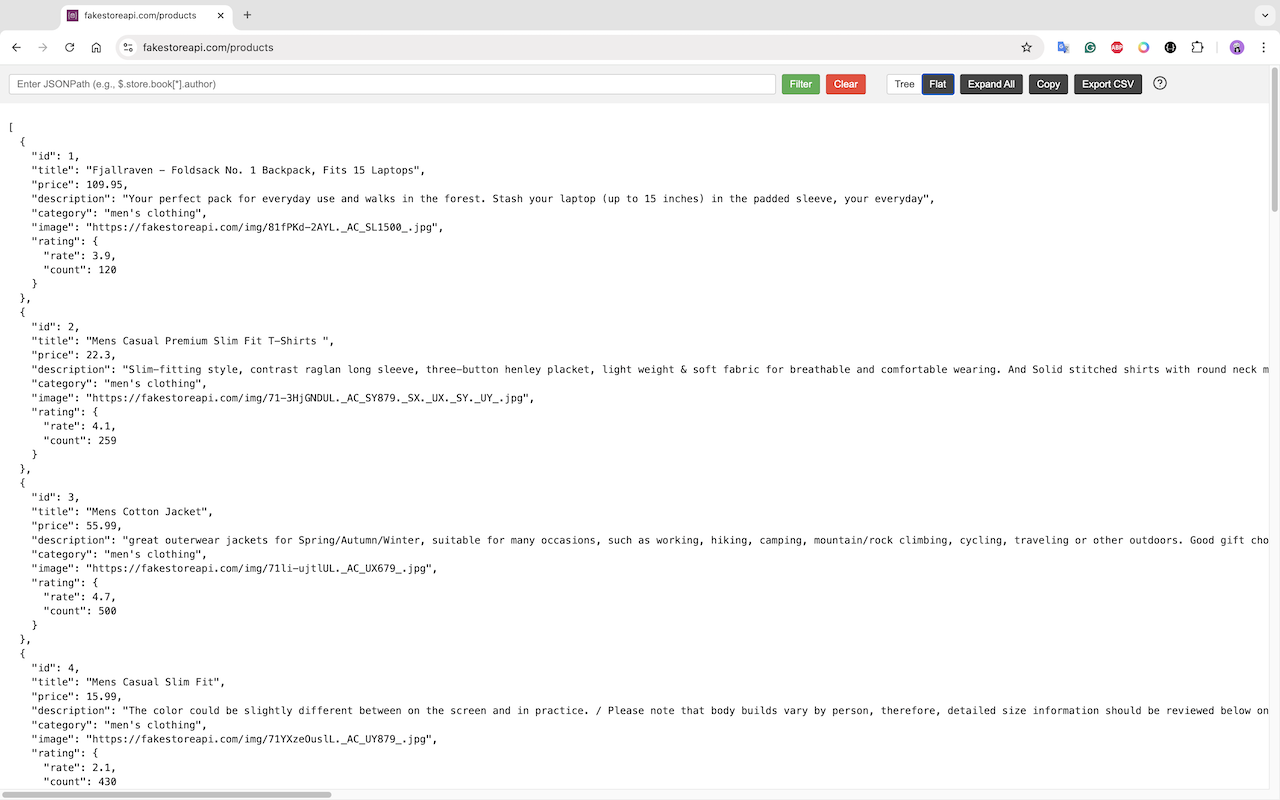 fakestoreapi.com/products
fakestoreapi.com/products
ABP
Enter JSONPath (e.g., $.store.book[*].author)
Filter
Clear
Tree
Flat
Expand All
Copy
Export CSV
?
[
  {
    "id": 1,
    "title": "Fjallraven - Foldsack No. 1 Backpack, Fits 15 Laptops",
    "price": 109.95,
    "description": "Your perfect pack for everyday use and walks in the forest. Stash your laptop (up to 15 inches) in the padded sleeve, your everyday",
    "category": "men's clothing",
    "image": "https://fakestoreapi.com/img/81fPKd-2AYL._AC_SL1500_.jpg",
    "rating": {
      "rate": 3.9,
      "count": 120
    }
  },
  {
    "id": 2,
    "title": "Mens Casual Premium Slim Fit T-Shirts ",
    "price": 22.3,
    "description": "Slim-fitting style, contrast raglan long sleeve, three-button henley placket, light weight & soft fabric for breathable and comfortable wearing. And Solid stitched shirts with round neck m
    "category": "men's clothing",
    "image": "https://fakestoreapi.com/img/71-3HjGNDUL._AC_SY879._SX._UX._SY._UY_.jpg",
    "rating": {
      "rate": 4.1,
      "count": 259
    }
  },
  {
    "id": 3,
    "title": "Mens Cotton Jacket",
    "price": 55.99,
    "description": "great outerwear jackets for Spring/Autumn/Winter, suitable for many occasions, such as working, hiking, camping, mountain/rock climbing, cycling, traveling or other outdoors. Good gift cho
    "category": "men's clothing",
    "image": "https://fakestoreapi.com/img/71li-ujtlUL._AC_UX679_.jpg",
    "rating": {
      "rate": 4.7,
      "count": 500
    }
  },
  {
    "id": 4,
    "title": "Mens Casual Slim Fit",
    "price": 15.99,
    "description": "The color could be slightly different between on the screen and in practice. / Please note that body builds vary by person, therefore, detailed size information should be reviewed below on
    "category": "men's clothing",
    "image": "https://fakestoreapi.com/img/71YXzeOuslL._AC_UY879_.jpg",
    "rating": {
      "rate": 2.1,
      "count": 430